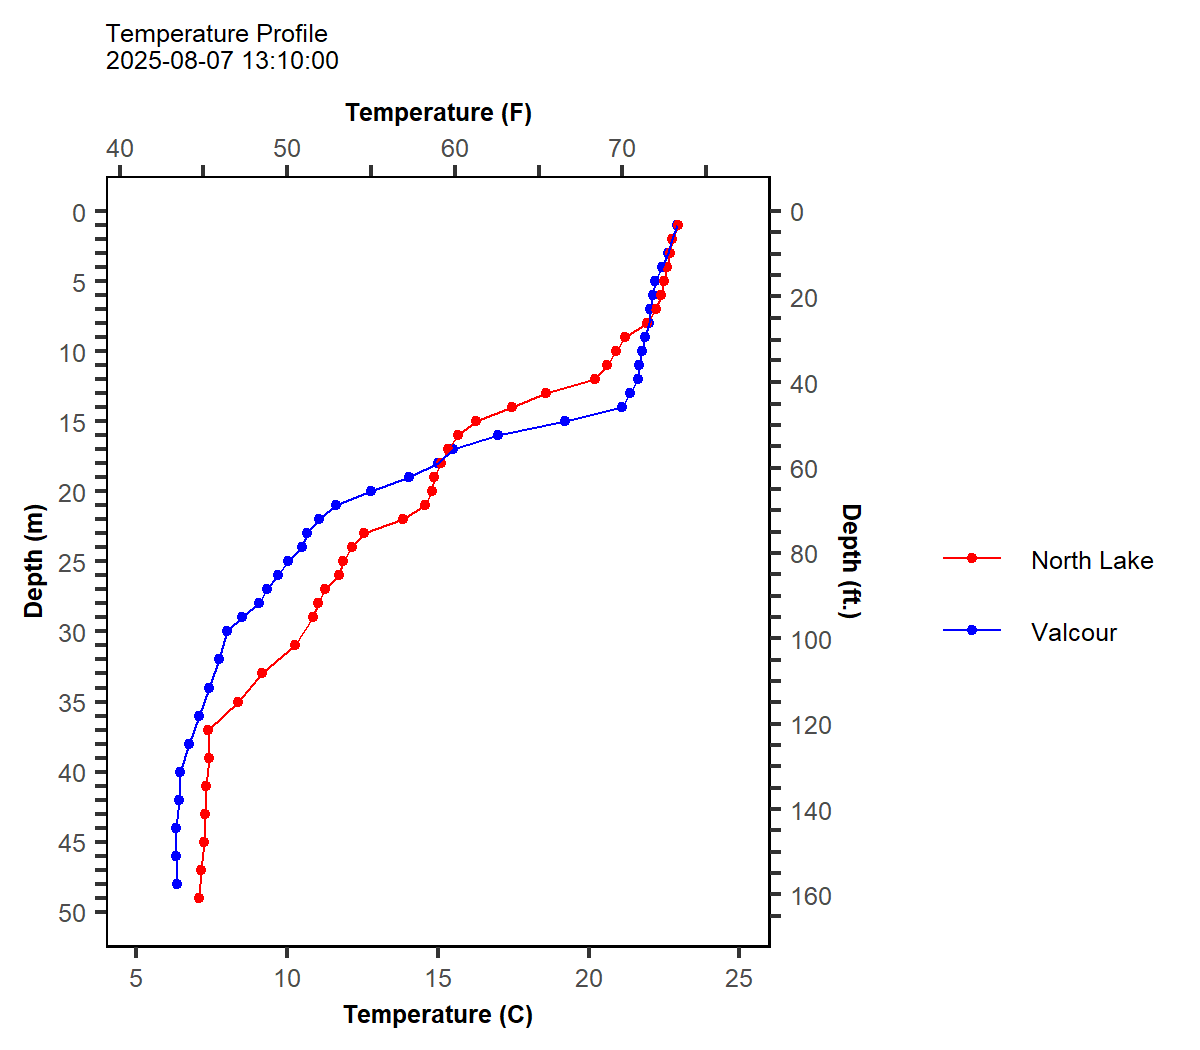 Temperature Profile
2025-08-07 13:10:00
Temperature (F)
40 50 60 70
0
5
10
15
20
25
30
35
40
45
50
Depth (m)
0
20
40
60
80
100
120
140
160
Depth (ft.)
North Lake
Valcour
5 10 15 20 25
Temperature (C)